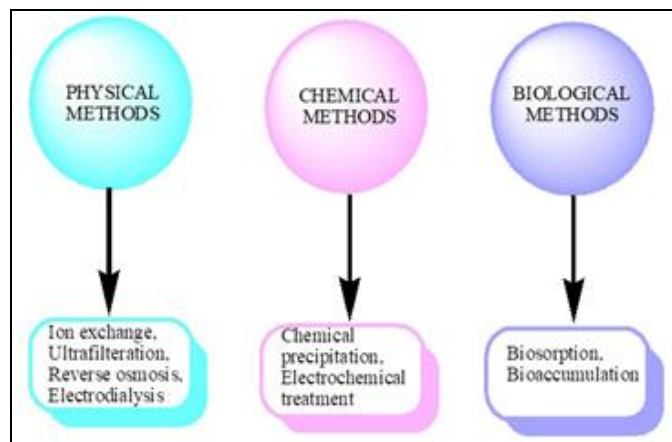 PHYSICAL
METHODS
CHEMICAL
METHODS
BIOLOGICAL
METHODS
Ion exchange,
Ultrafilteration,
Reverse osmosis,
Electrodialysis
Chemical
precipitation,
Electrochemical
treatment
Biosorption,
Bioaccumulation